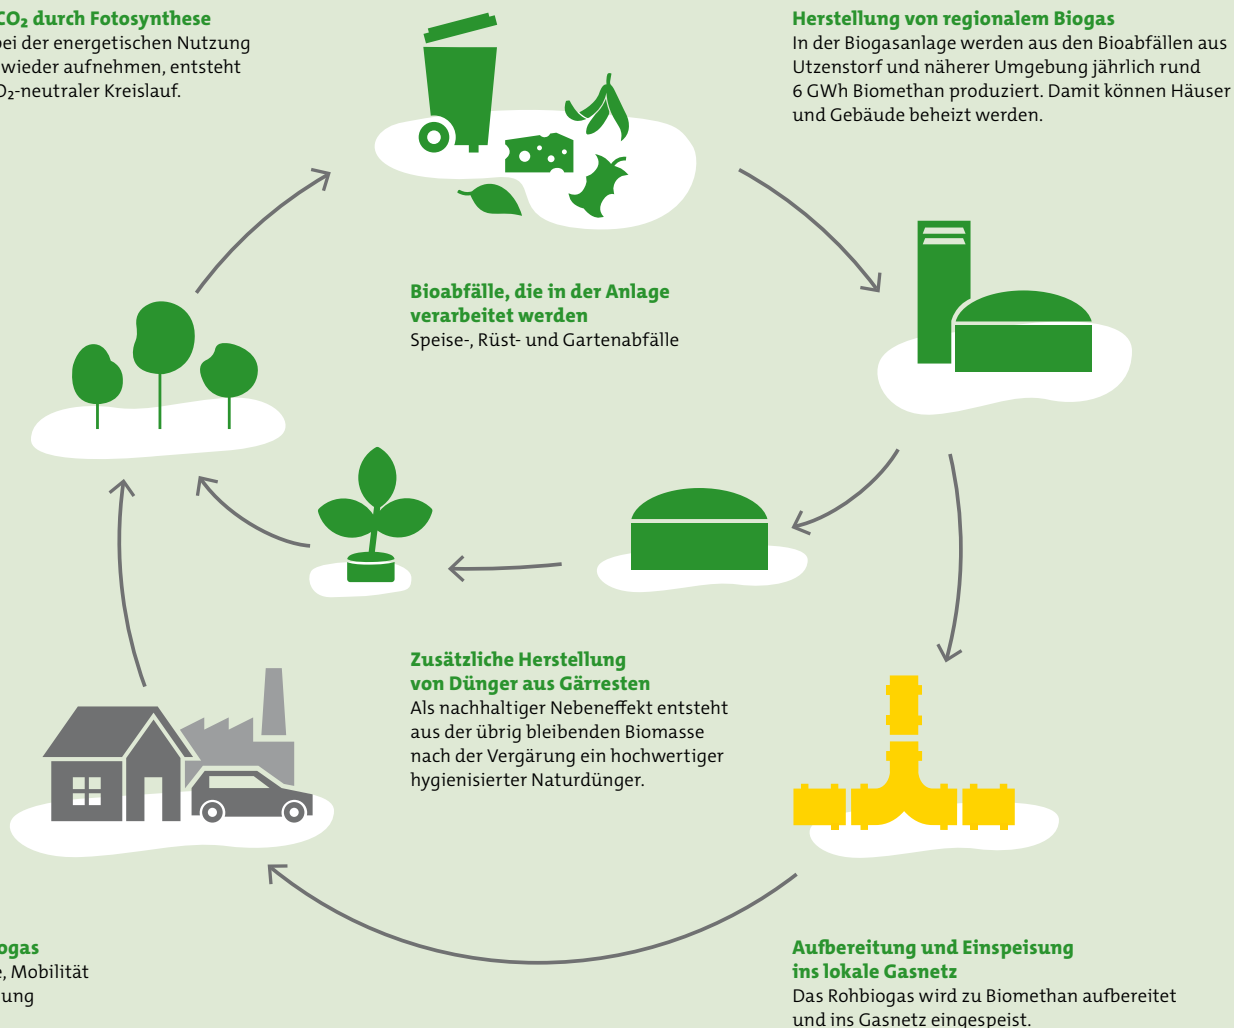 CO₂ durch Fotosynthese
bei der energetischen Nutzung
wieder aufnehmen, entsteht
O₂-neutraler Kreislauf.
Herstellung von regionalem Biogas
In der Biogasanlage werden aus den Bioabfällen aus
Utzenstorf und näherer Umgebung jährlich rund
6 GWh Biomethan produziert. Damit können Häuser
und Gebäude beheizt werden.
Bioabfälle, die in der Anlage
verarbeitet werden
Speise-, Rüst- und Gartenabfälle
Zusätzliche Herstellung
von Dünger aus Gärresten
Als nachhaltiger Nebeneffekt entsteht
aus der übrig bleibenden Biomasse
nach der Vergärung ein hochwertiger
hygienisierter Naturdünger.
ogas
e, Mobilität
ung
Aufbereitung und Einspeisung
ins lokale Gasnetz
Das Rohbiogas wird zu Biomethan aufbereitet
und ins Gasnetz eingespeist.